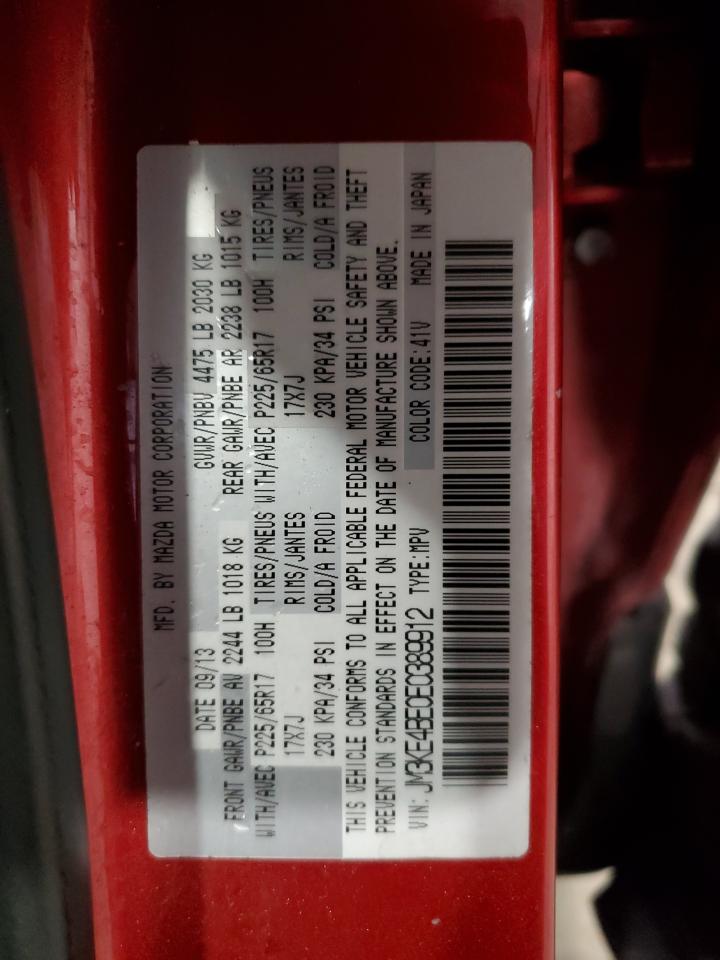 MFD. BY MAZDA MOTOR CORPORATION
DATE 09/13 GVWR/PNBV 4475 LB 2030 KG
FRONT GAWR/PNBE AV 2244 LB 1018 KG REAR GAWR/PNBE AR 2238 LB 1015 KG
WITH/AVEC P225/65R17 100H TIRES/PNEUS WITH/AVEC P225/65R17 100H TIRES/PNEUS
17X7J RIMS/JANTES 17X7J RIMS/JANTES
230 KPA/34 PSI COLD/A FROID 230 KPA/34 PSI COLD/A FROID
THIS VEHICLE CONFORMS TO ALL APPLICABLE FEDERAL MOTOR VEHICLE SAFETY AND THEFT
PREVENTION STANDARDS IN EFFECT ON THE DATE OF MANUFACTURE SHOWN ABOVE.
VIN: JM3KE4BE0E0389912 TYPE:MPV COLOR CODE:41V MADE IN JAPAN